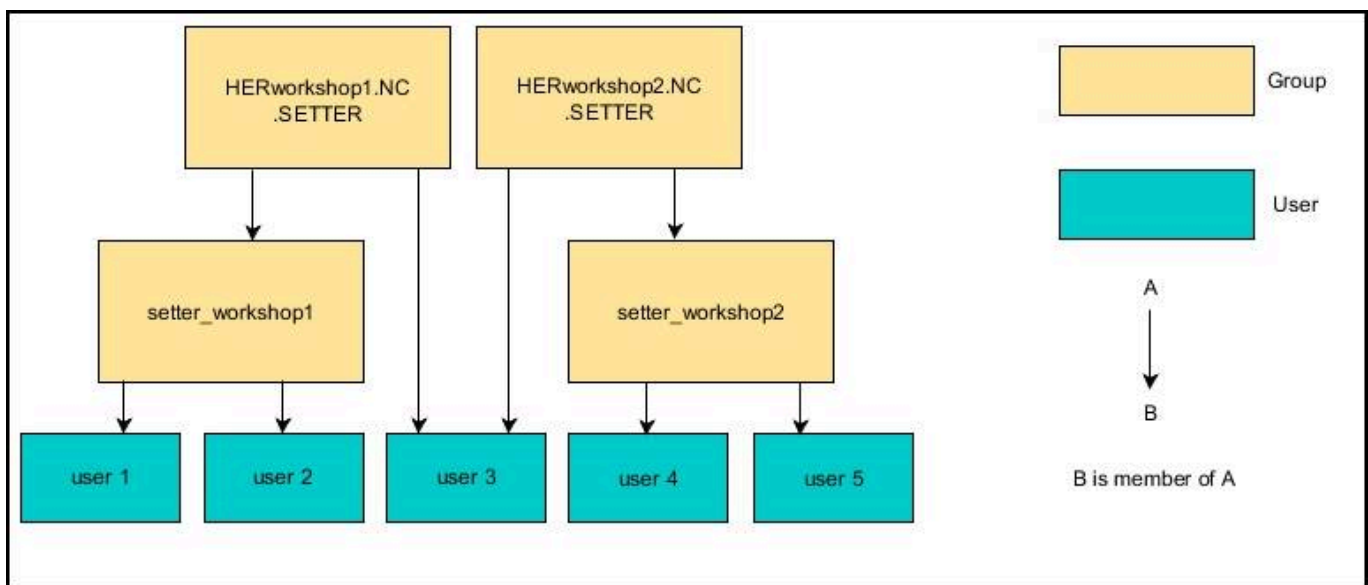 HERworkshop1.NC
.SETTER
HERworkshop2.NC
.SETTER
Group
User
setter_workshop1
setter_workshop2
A
B
user 1
user 2
user 3
user 4
user 5
B is member of A